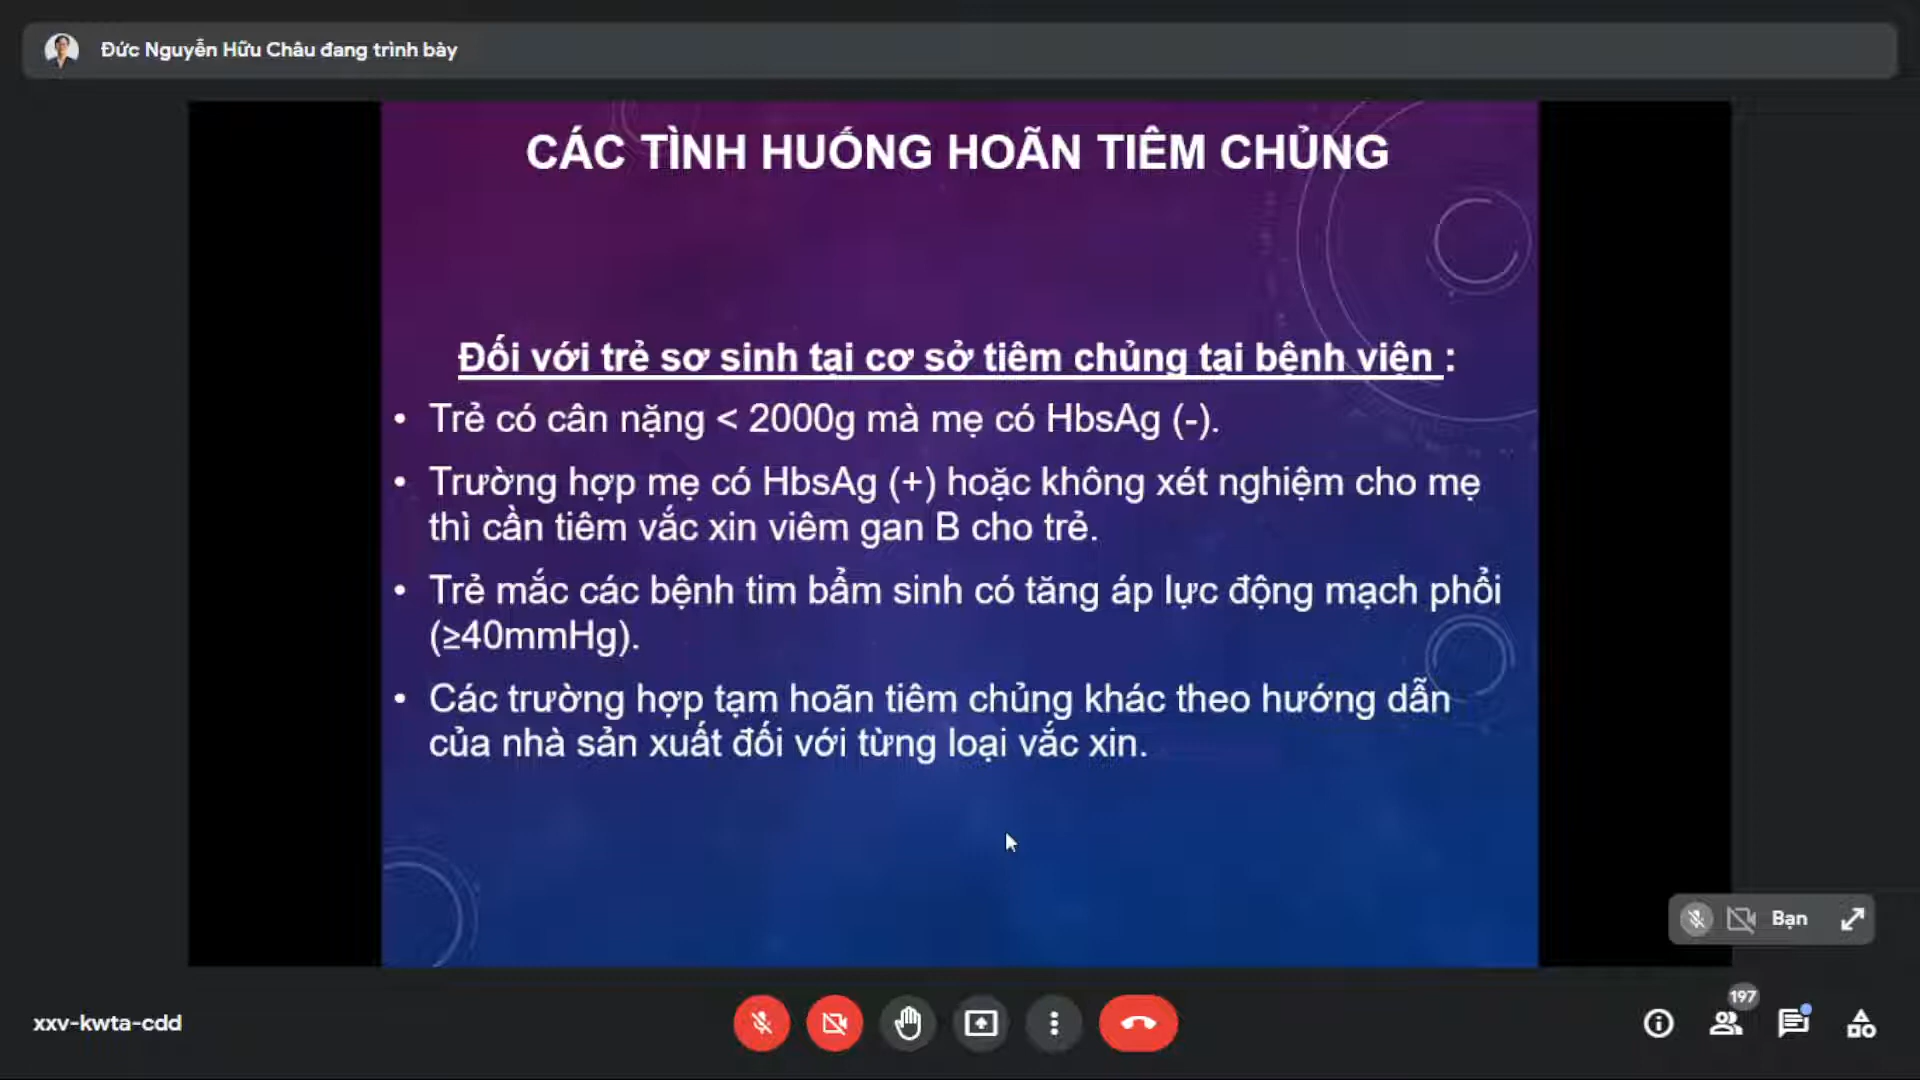 Đức Nguyễn Hữu Châu đang trình bày
CÁC TÌNH HUỐNG HOÃN TIÊM CHỦNG
Đối với trẻ sơ sinh tại cơ sở tiêm chủng tại bệnh viện :
• Trẻ có cân nặng < 2000g mà mẹ có HbsAg (-).
• Trường hợp mẹ có HbsAg (+) hoặc không xét nghiệm cho mẹ
thì cần tiêm vắc xin viêm gan B cho trẻ.
• Trẻ mắc các bệnh tim bẩm sinh có tăng áp lực động mạch phổi
(≥40mmHg).
• Các trường hợp tạm hoãn tiêm chủng khác theo hướng dẫn
của nhà sản xuất đối với từng loại vắc xin.
Bạn
xxv-kwta-cdd
197